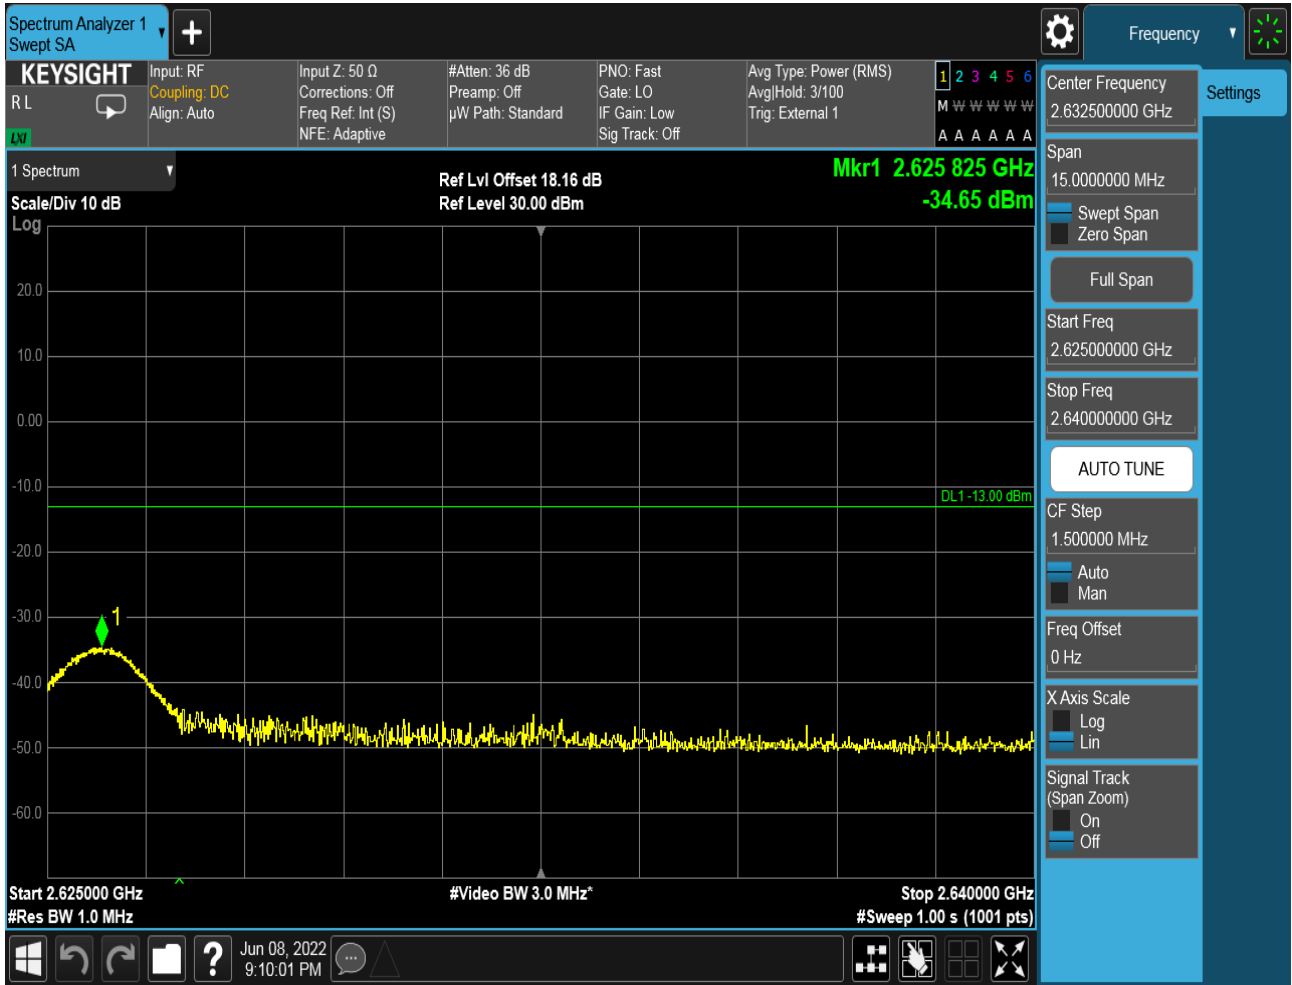 Spectrum Analyzer 1
Swept SA
Frequency
KEYSIGHT
R L
LXI
Input: RF
Coupling: DC
Align: Auto
Input Z: 50 Ω
Corrections: Off
Freq Ref: Int (S)
NFE: Adaptive
#Atten: 36 dB
Preamp: Off
µW Path: Standard
PNO: Fast
Gate: LO
IF Gain: Low
Sig Track: Off
Avg Type: Power (RMS)
Avg|Hold: 3/100
Trig: External 1
1 2 3 4 5 6
M W W W W W
A A A A A A
1 Spectrum
Scale/Div 10 dB
Log
Ref Lvl Offset 18.16 dB
Ref Level 30.00 dBm
Mkr1 2.625 825 GHz
-34.65 dBm
20.0
10.0
0.00
-10.0
DL1 -13.00 dBm
-20.0
-30.0
1
-40.0
-50.0
-60.0
Start 2.625000 GHz
#Res BW 1.0 MHz
#Video BW 3.0 MHz*
Stop 2.640000 GHz
#Sweep 1.00 s (1001 pts)
Center Frequency
2.632500000 GHz
Settings
Span
15.0000000 MHz
Swept Span
Zero Span
Full Span
Start Freq
2.625000000 GHz
Stop Freq
2.640000000 GHz
AUTO TUNE
CF Step
1.500000 MHz
Auto
Man
Freq Offset
0 Hz
X Axis Scale
Log
Lin
Signal Track
(Span Zoom)
On
Off
?
Jun 08, 2022
9:10:01 PM